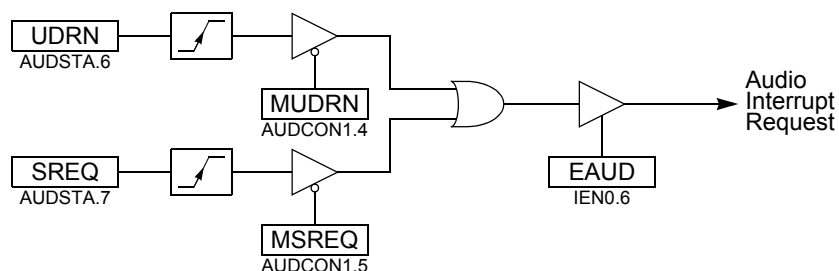 UDRN
AUDSTA.6
MUDRN
AUDCON1.4
Audio
Interrupt
Request
SREQ
AUDSTA.7
EAUD
IEN0.6
MSREQ
AUDCON1.5